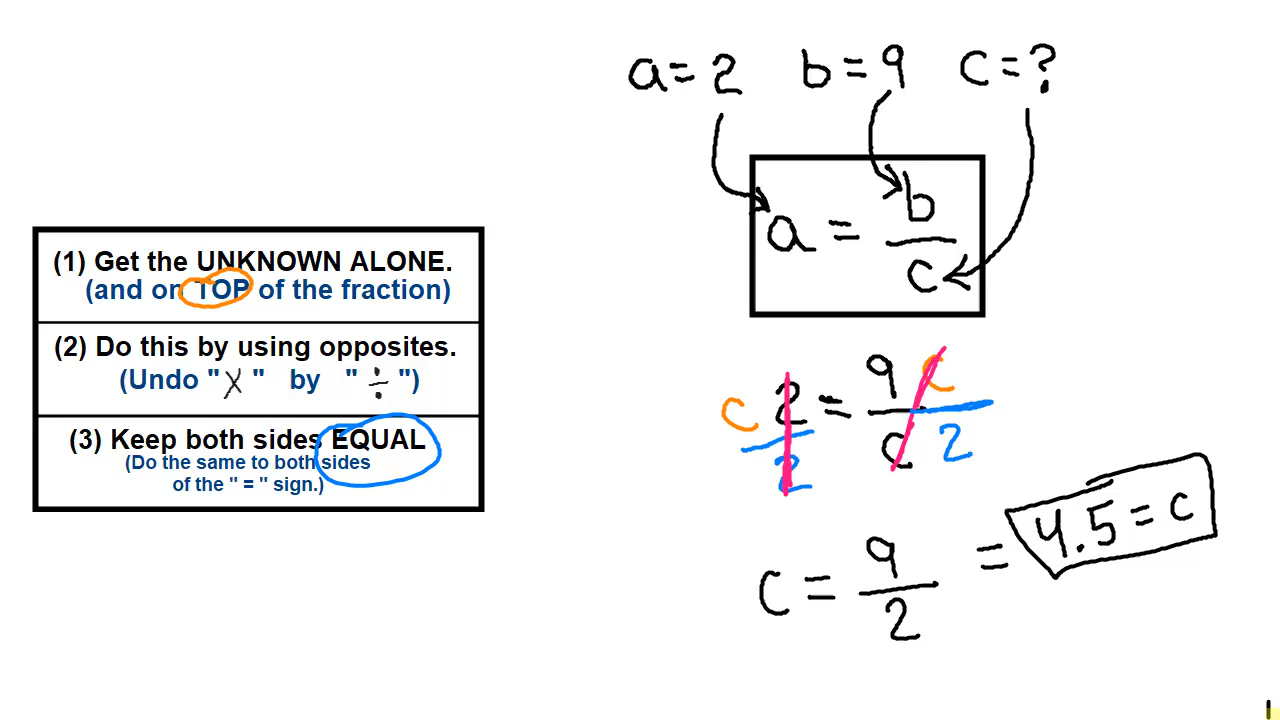 (1) Get the UNKNOWN ALONE.
(and on TOP of the fraction)
(2) Do this by using opposites.
(Undo "X" by "÷")
(3) Keep both sides EQUAL
(Do the same to both sides
of the "=" sign.)
a=2 b=9 c=?
a = b/c
c 2/2 = 9 c/c 2
c = 9/2 = 4.5=c